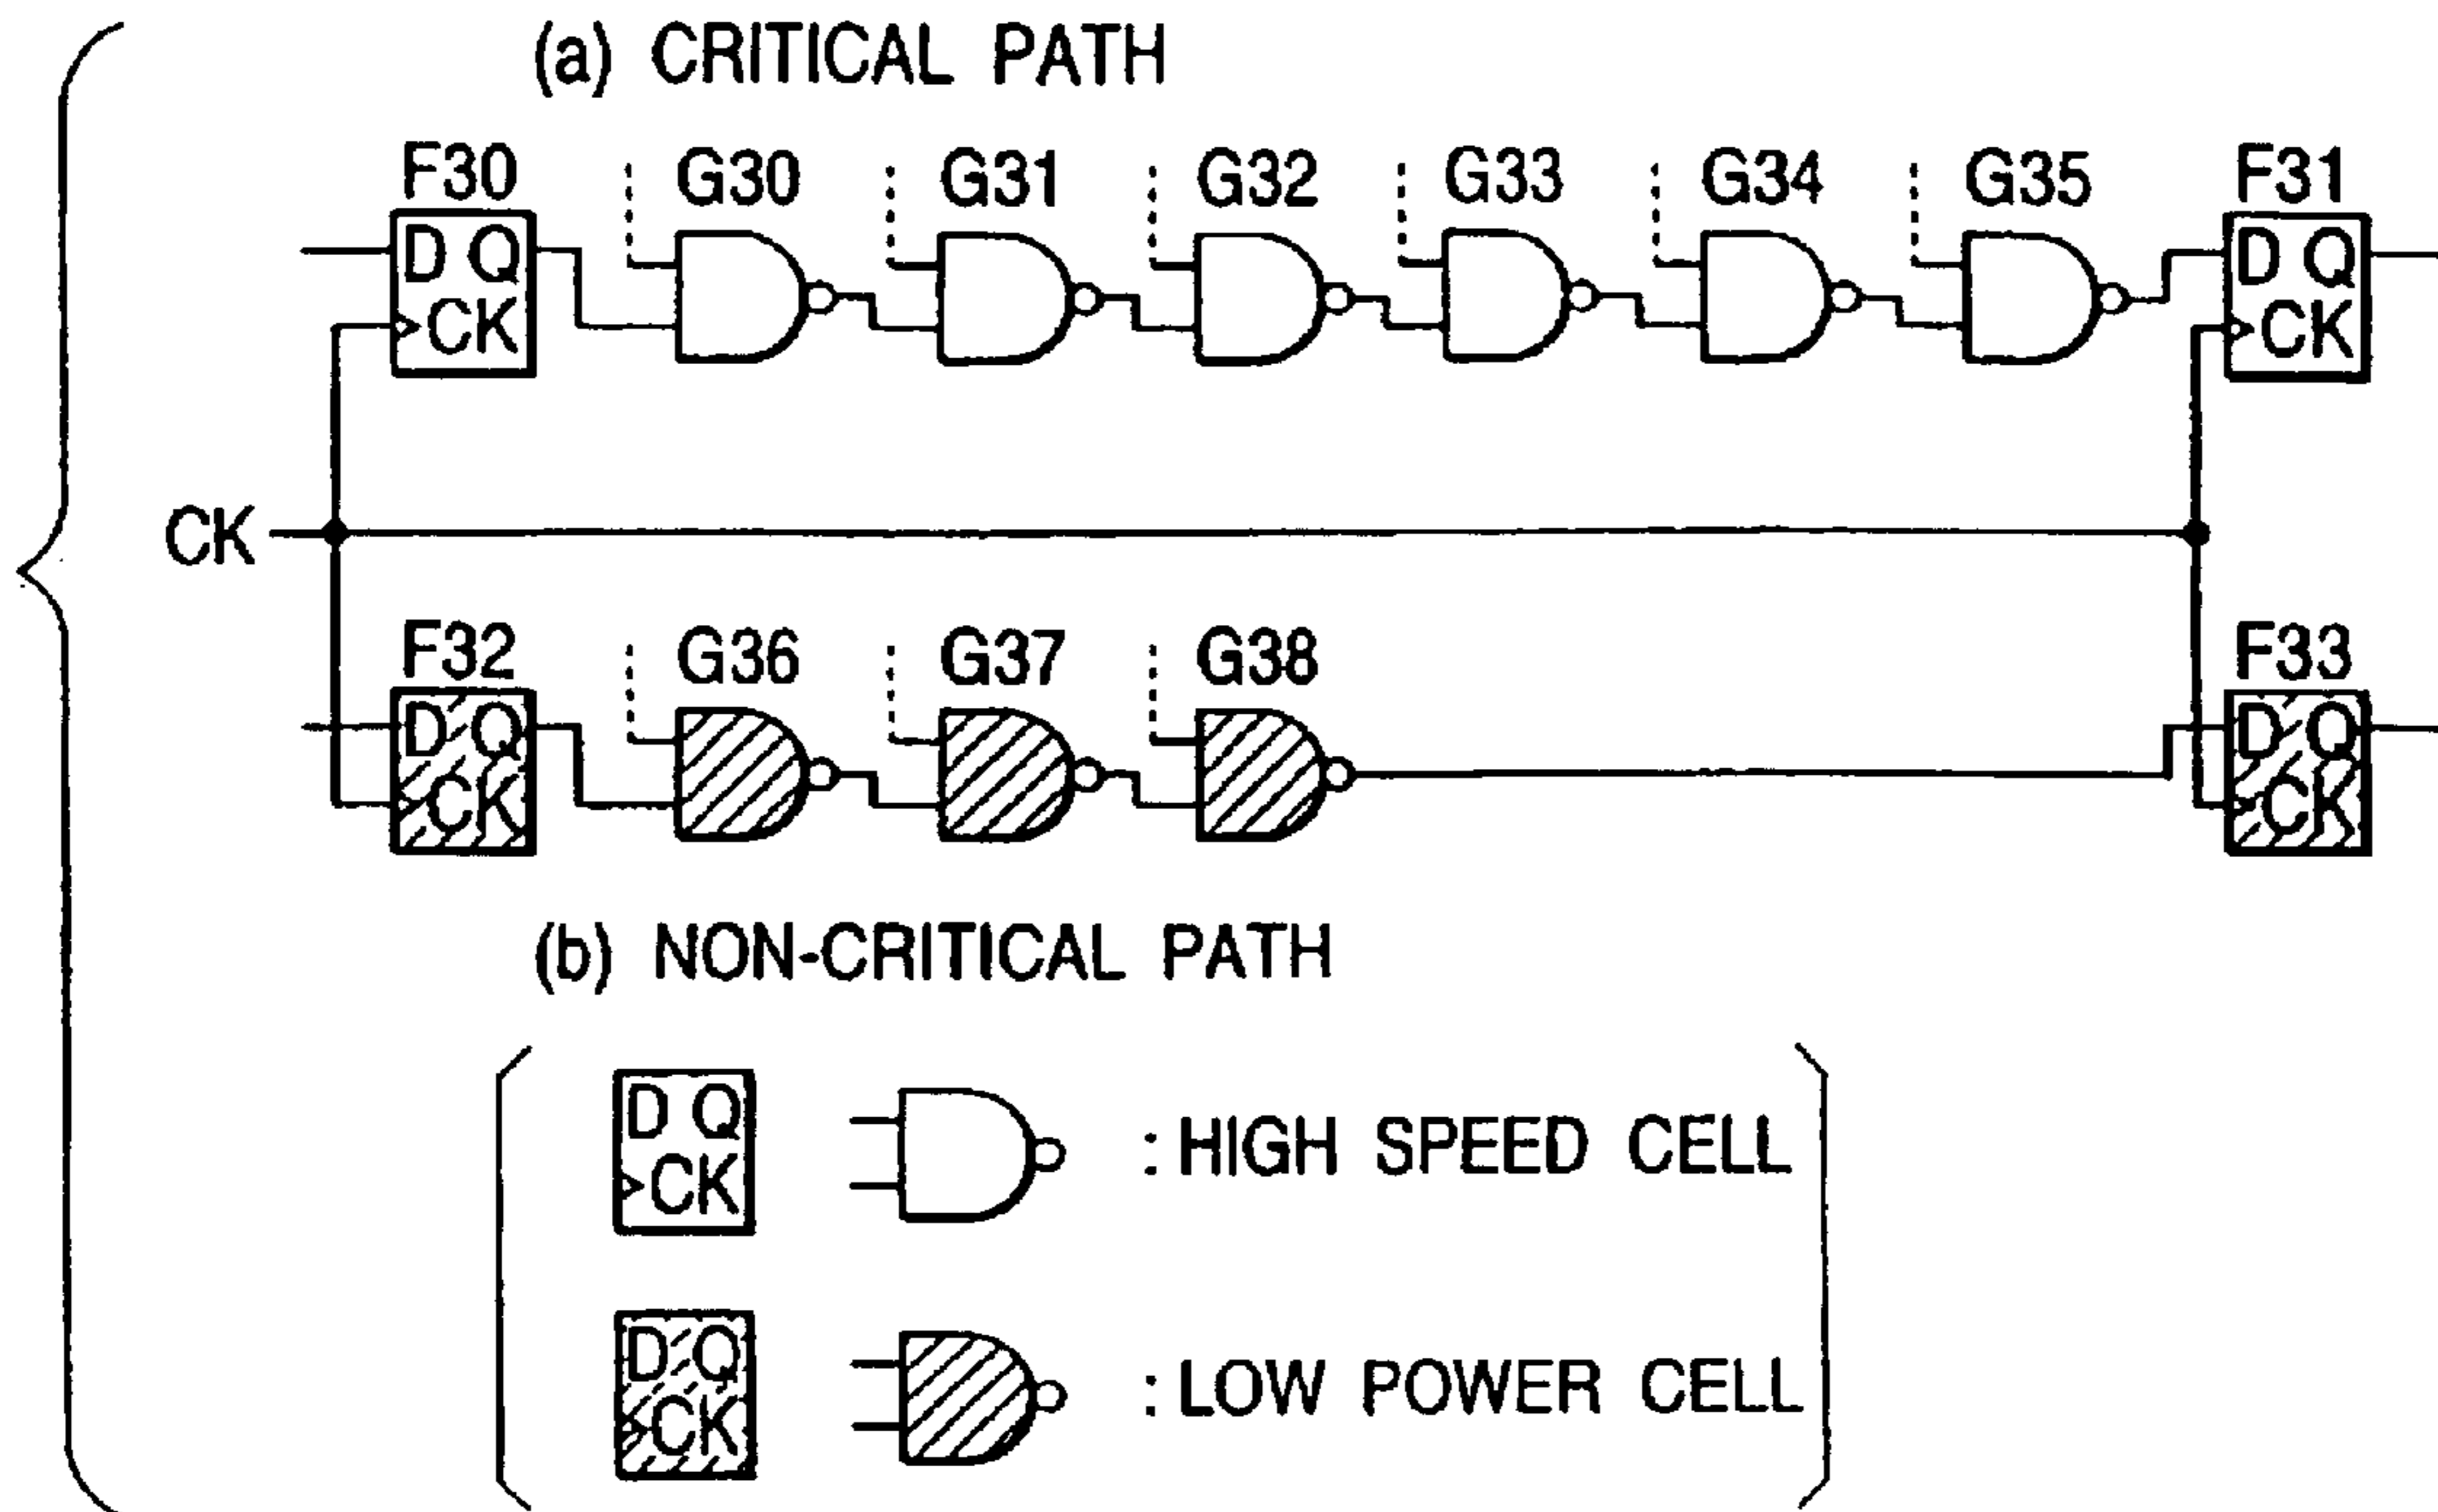 (a) CRITICAL PATH
F30 G30 G31 G32 G33 G34 G35 F31
D Q D Q
CK CK
CK
F32 G36 G37 G38 F33
D Q D Q
CK CK
(b) NON-CRITICAL PATH
D Q
CK
: HIGH SPEED CELL
D Q
CK
: LOW POWER CELL